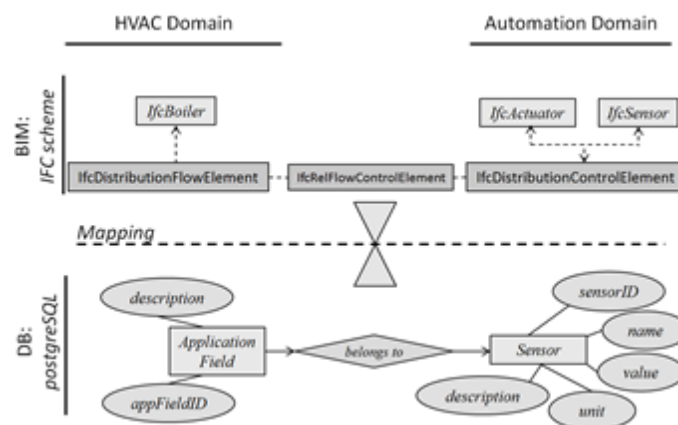 HVAC Domain
Automation Domain
BIM:
IFC scheme
IfcBoiler
IfcActuator
IfcSensor
IfcDistributionFlowElement
IfcRelFlowControlElement
IfcDistributionControlElement
Mapping
DB:
postgreSQL
description
Application
Field
appFieldID
belongs to
sensorID
name
Sensor
value
description
unit